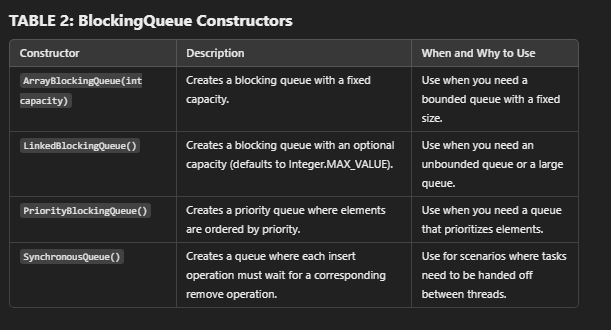 TABLE 2: BlockingQueue Constructors
Constructor Description When and Why to Use
ArrayBlockingQueue(int Creates a blocking queue with a fixed Use when you need a
capacity) capacity. bounded queue with a fixed
size.
LinkedBlockingQueue() Creates a blocking queue with an optional Use when you need an
capacity (defaults to Integer.MAX_VALUE). unbounded queue or a large
queue.
PriorityBlockingQueue() Creates a priority queue where elements Use when you need a queue
are ordered by priority. that prioritizes elements.
SynchronousQueue() Creates a queue where each insert Use for scenarios where tasks
operation must wait for a corresponding need to be handed off
remove operation. between threads.